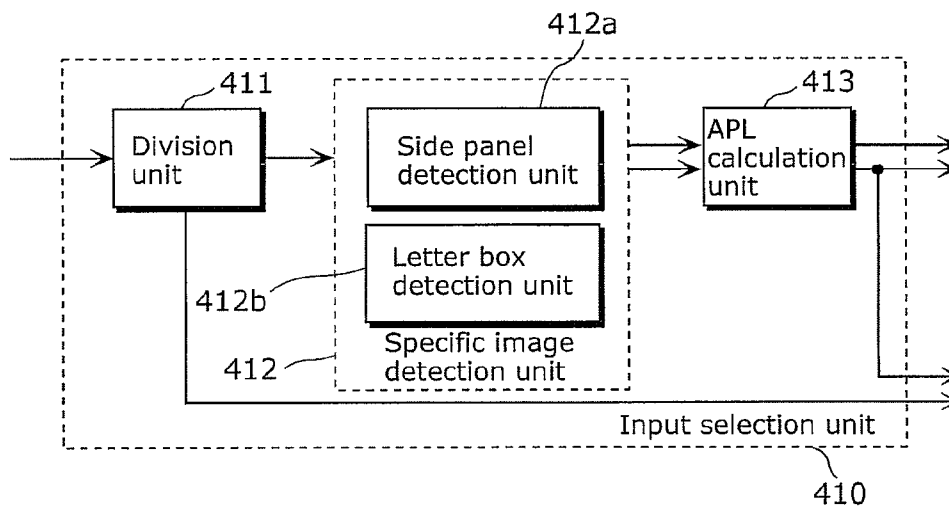 412a
411
413
Division
unit
Side panel
detection unit
APL
calculation
unit
Letter box
detection unit
412b
412
Specific image
detection unit
Input selection unit
410